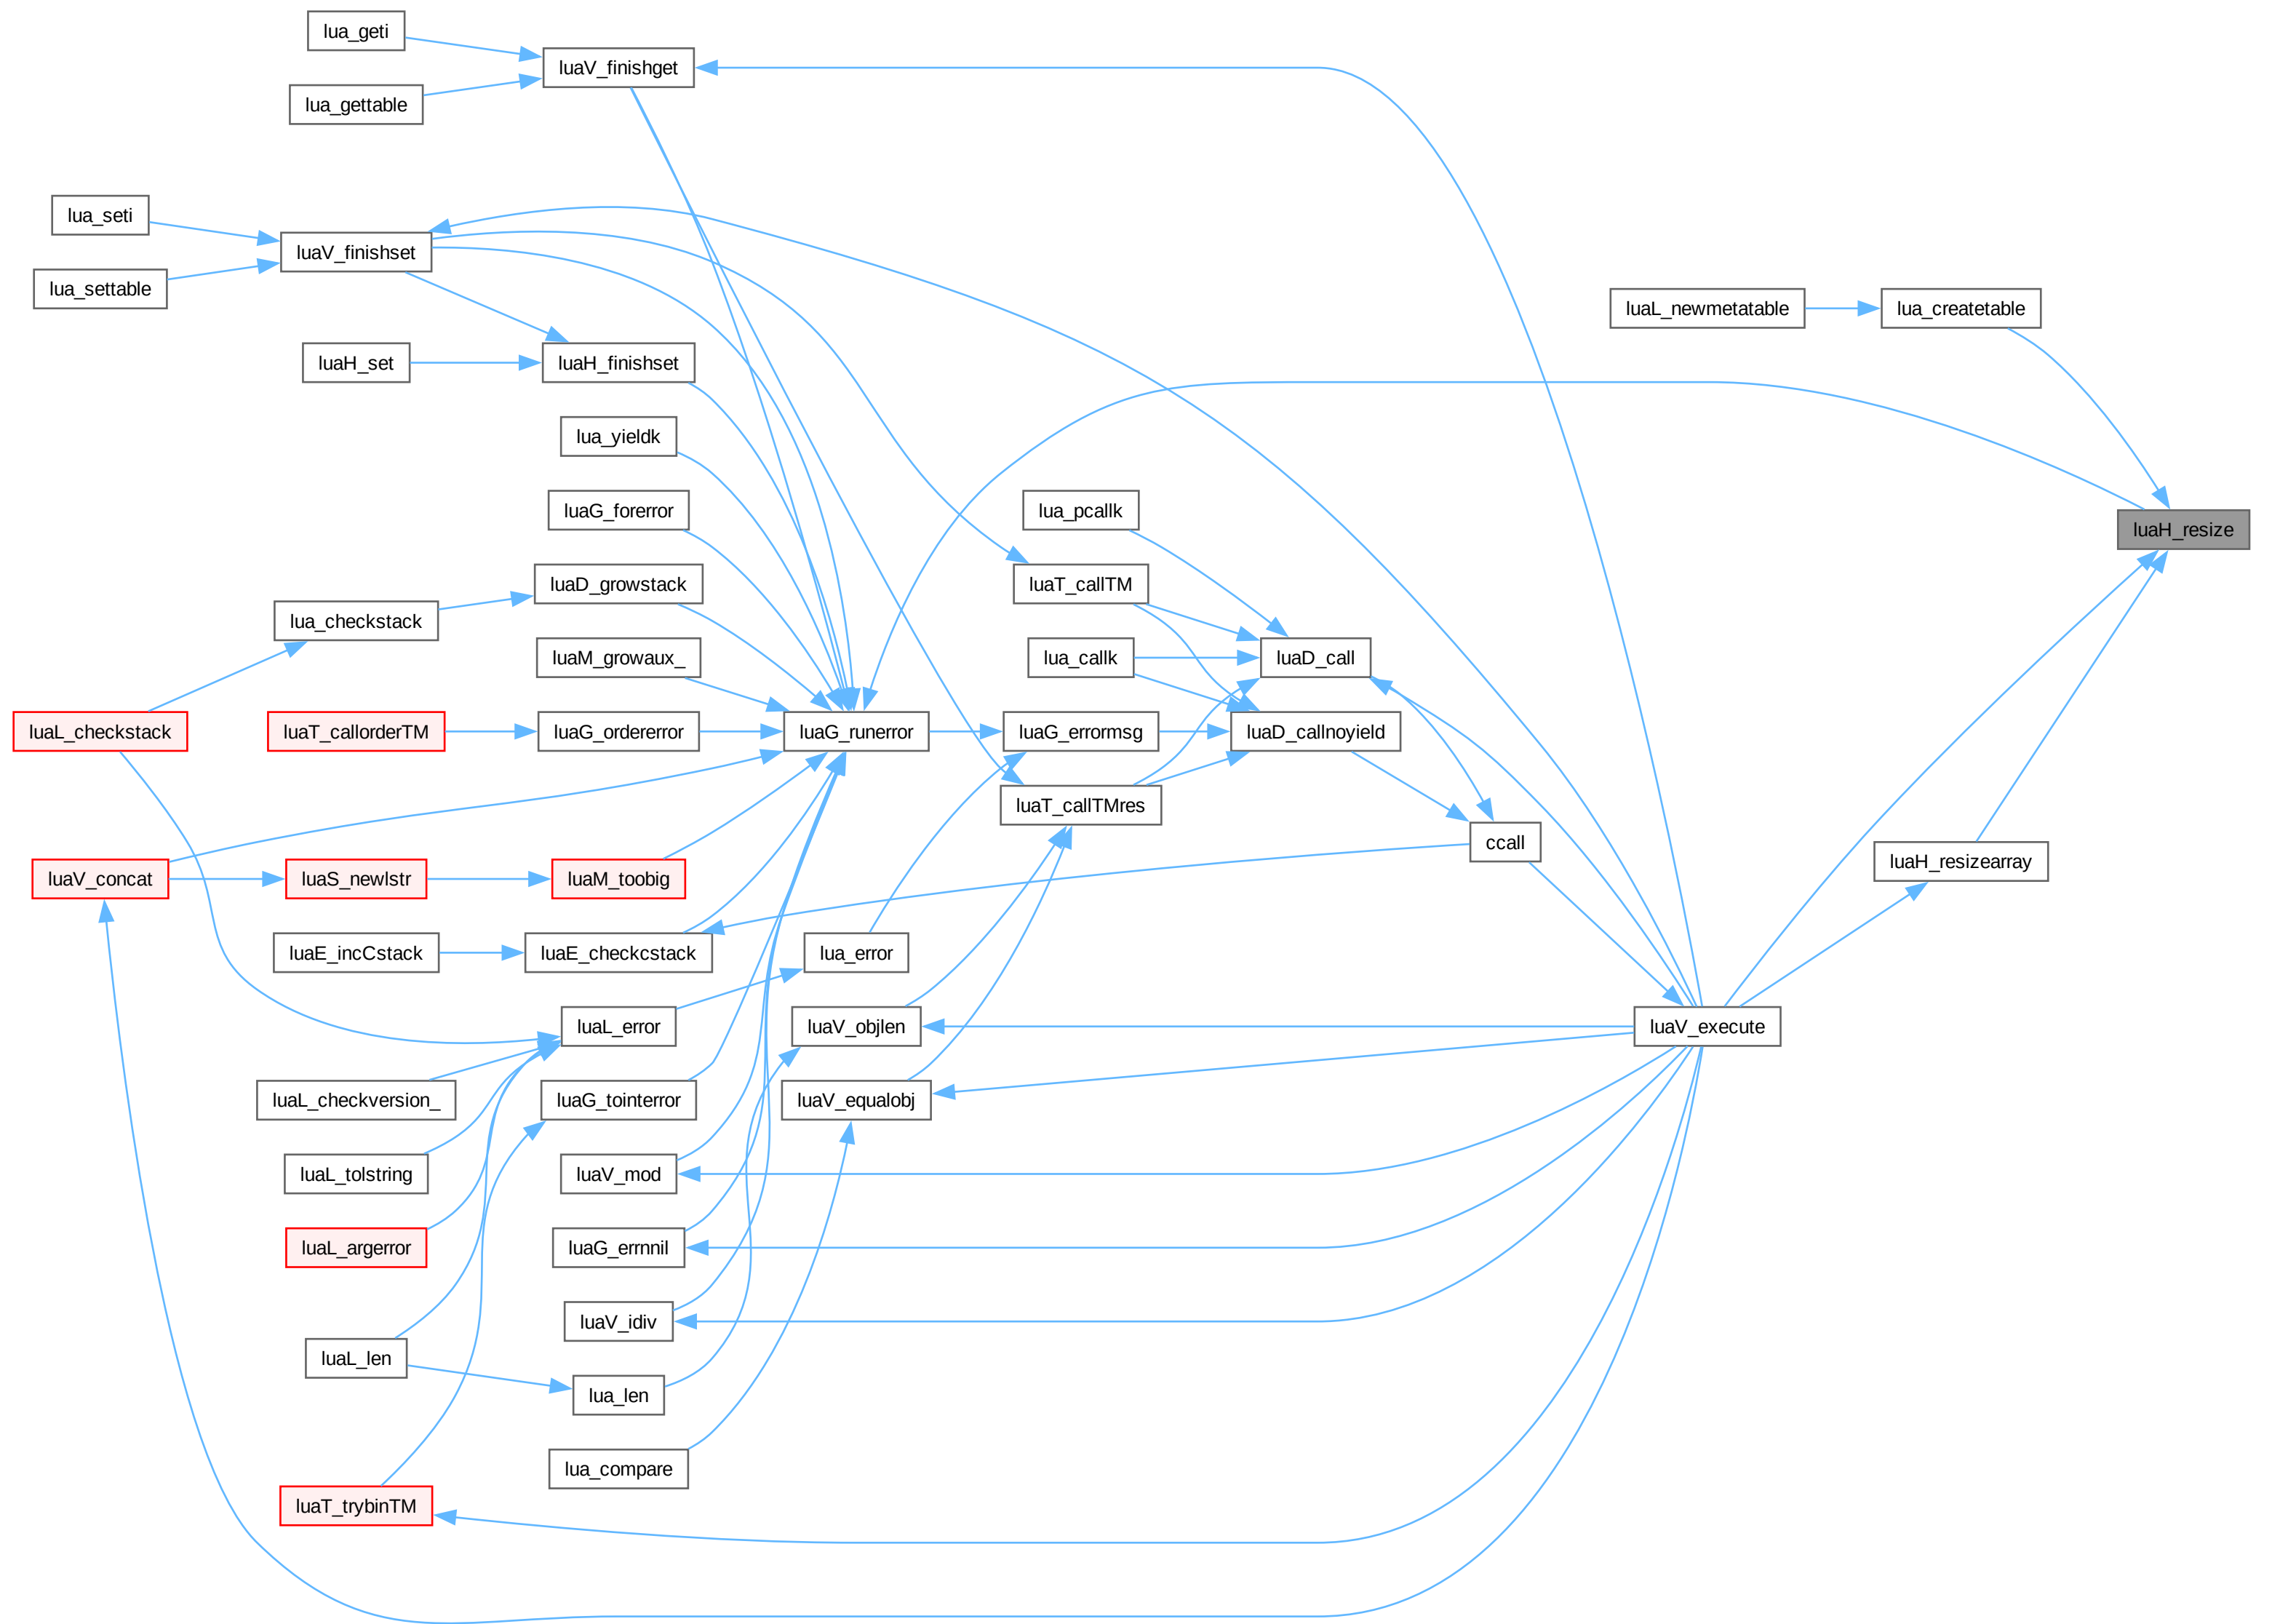 lua_geti
luaV_finishget
lua_gettable
lua_seti
luaV_finishset
lua_settable
luaL_newmetatable
lua_createtable
luaH_set
luaH_finishset
lua_yieldk
luaG_forerror
lua_pcallk
luaH_resize
luaD_growstack
luaT_callTM
lua_checkstack
luaM_growaux_
lua_callk
luaD_call
luaL_checkstack
luaT_callorderTM
luaG_ordererror
luaG_runerror
luaG_errormsg
luaD_callnoyield
luaT_callTMres
ccall
luaH_resizearray
luaV_concat
luaS_newlstr
luaM_toobig
luaE_incCstack
luaE_checkcstack
lua_error
luaL_error
luaV_objlen
luaV_execute
luaL_checkversion_
luaG_tointerror
luaV_equalobj
luaL_tolstring
luaV_mod
luaL_argerror
luaG_errnnil
luaV_idiv
luaL_len
lua_len
lua_compare
luaT_trybinTM